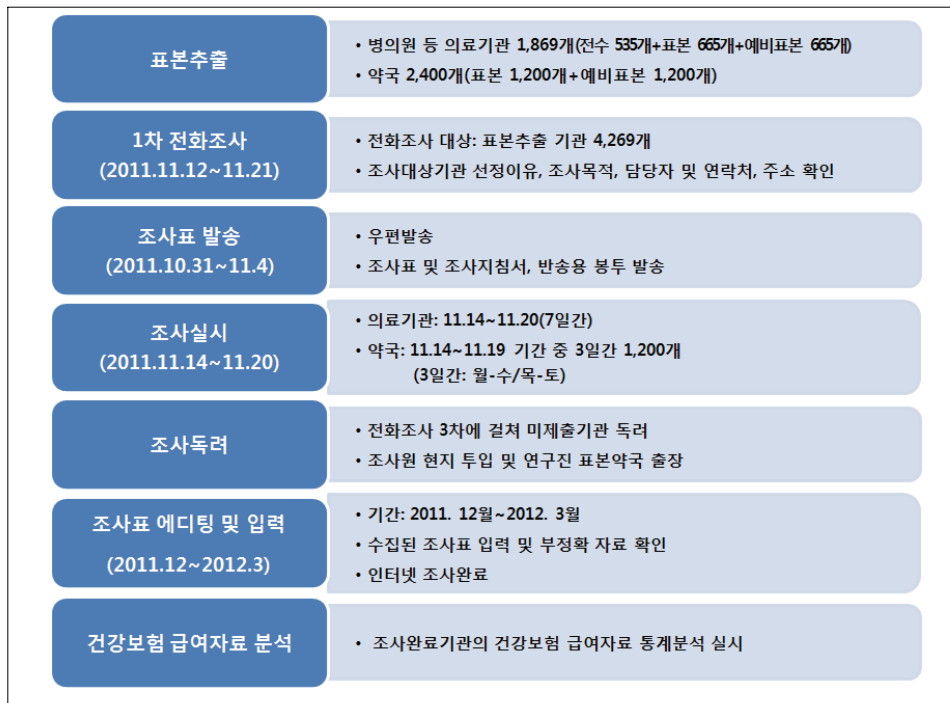 표본추출
• 병의원 등 의료기관 1,869개(전수 535개+표본 665개+예비표본 665개)
• 약국 2,400개(표본 1,200개+예비표본 1,200개)
1차 전화조사
(2011.11.12~11.21)
• 전화조사 대상: 표본추출 기관 4,269개
• 조사대상기관 선정이유, 조사목적, 담당자 및 연락처, 주소 확인
조사표 발송
(2011.10.31~11.4)
• 우편발송
• 조사표 및 조사지침서, 반송용 봉투 발송
조사실시
(2011.11.14~11.20)
• 의료기관: 11.14~11.20(7일간)
• 약국: 11.14~11.19 기간 중 3일간 1,200개
(3일간: 월-수/목-토)
조사독려
• 전화조사 3차에 걸쳐 미제출기관 독려
• 조사원 현지 투입 및 연구진 표본약국 출장
조사표 에디팅 및 입력
(2011.12~2012.3)
• 기간: 2011. 12월~2012. 3월
• 수집된 조사표 입력 및 부정확 자료 확인
• 인터넷 조사완료
건강보험 급여자료 분석
• 조사완료기관의 건강보험 급여자료 통계분석 실시